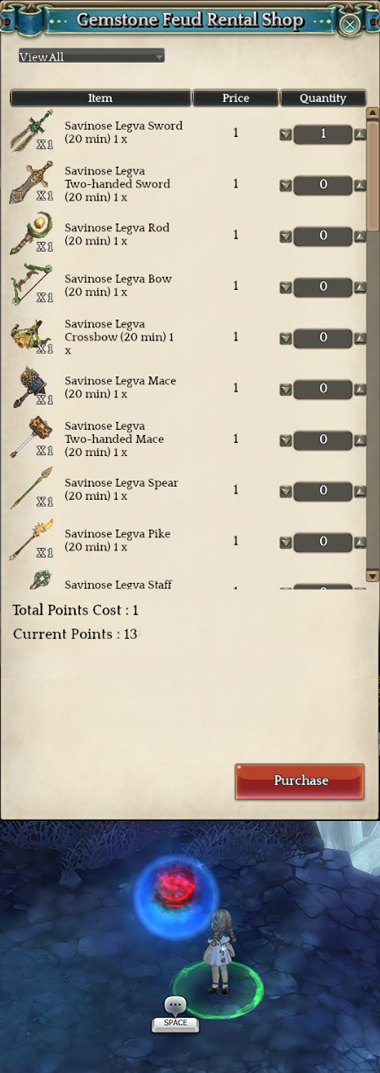 Gemstone Feud Rental Shop
ViewAll
Item Price Quantity
Savinose Legva Sword
(20 min) 1 x
X1
1
1
Savinose Legva
Two-handed Sword
(20 min) 1 x
X1
1
0
Savinose Legva Rod
(20 min) 1 x
X1
1
0
Savinose Legva Bow
(20 min) 1 x
X1
1
0
Savinose Legva
Crossbow (20 min) 1
x
X1
1
0
Savinose Legva Mace
(20 min) 1 x
X1
1
0
Savinose Legva
Two-handed Mace
(20 min) 1 x
X1
1
0
Savinose Legva Spear
(20 min) 1 x
X1
1
0
Savinose Legva Pike
(20 min) 1 x
X1
1
0
Savinose Legva Staff
Total Points Cost : 1
Current Points : 13
Purchase
SPACE